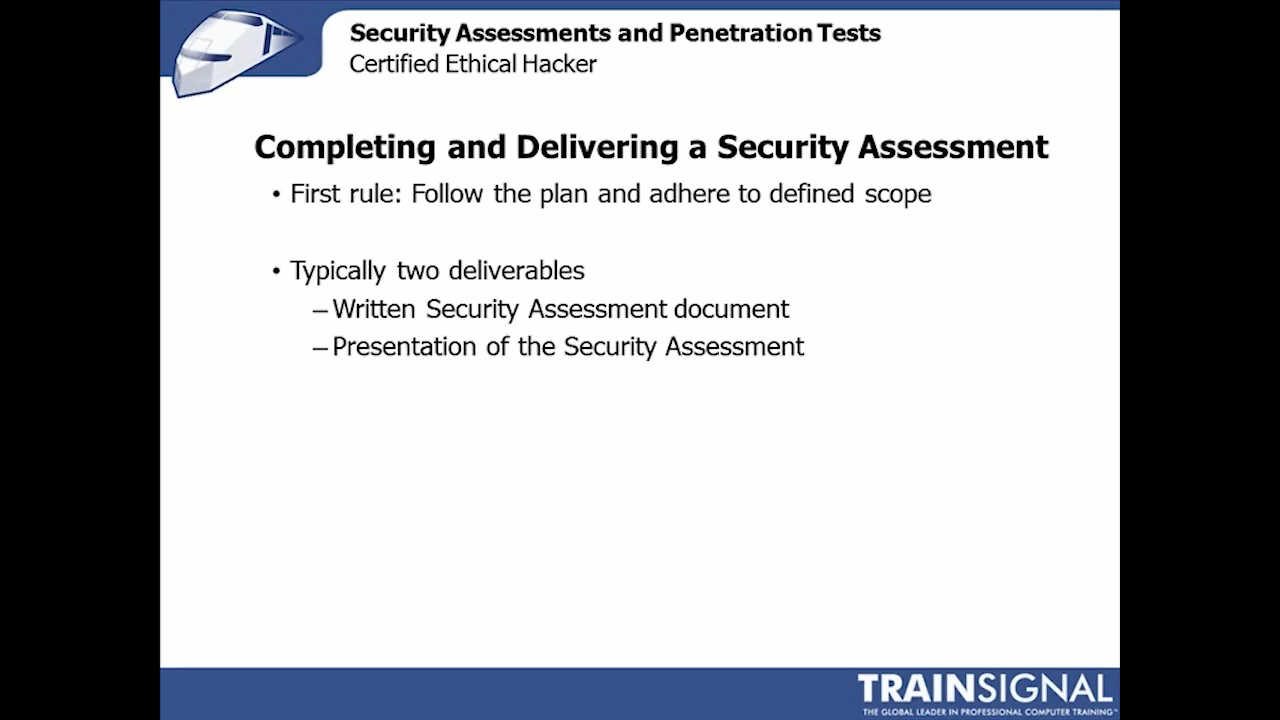 Security Assessments and Penetration Tests
Certified Ethical Hacker
Completing and Delivering a Security Assessment
• First rule: Follow the plan and adhere to defined scope
• Typically two deliverables
– Written Security Assessment document
– Presentation of the Security Assessment
TRAINSIGNAL
THE GLOBAL LEADER IN PROFESSIONAL COMPUTER TRAINING™